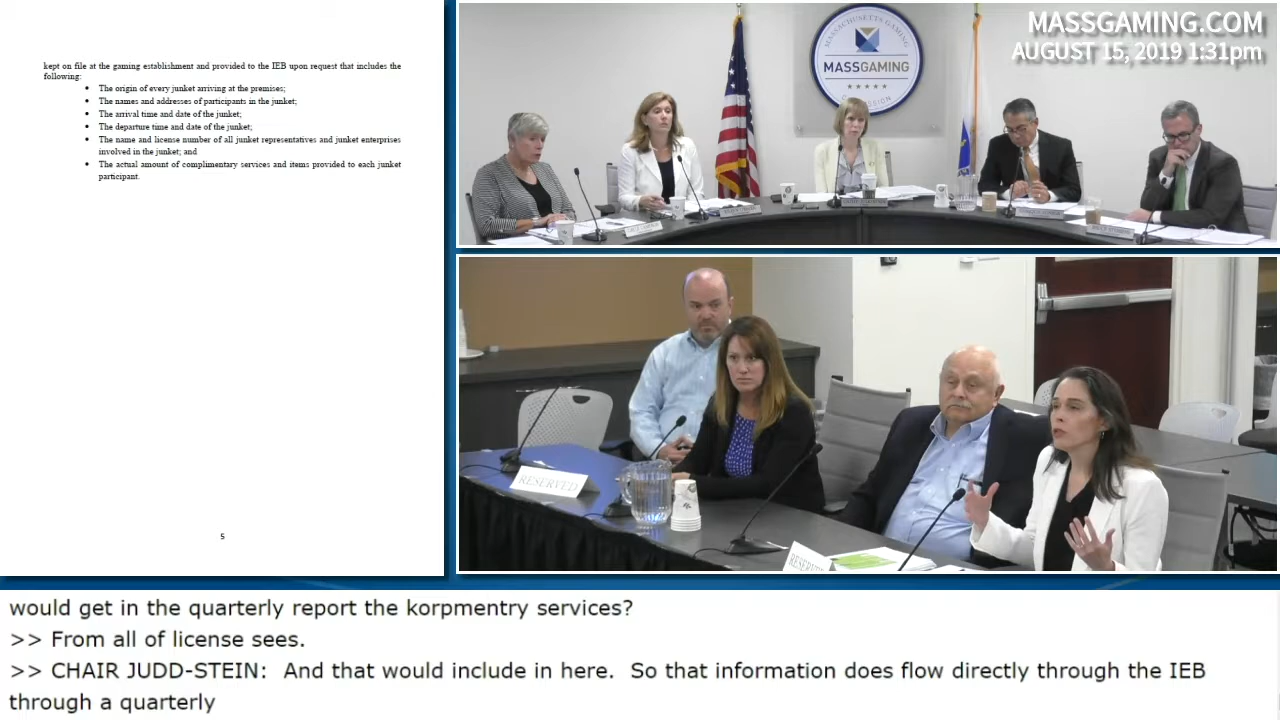 kept on file at the gaming establishment and provided to the IEB upon request that includes the
following:
• The origin of every junket arriving at the premises;
• The names and addresses of participants in the junket;
• The arrival time and date of the junket;
• The departure time and date of the junket;
• The name and license number of all junket representatives and junket enterprises
involved in the junket; and
• The actual amount of complimentary services and items provided to each junket
participant.
5
MASSGAMING.COM
AUGUST 15, 2019 1:31pm
MASSACHUSETTS GAMING
MASSGAMING
★★★★★
COMMISSION
RESERVED
RESERVED
would get in the quarterly report the korpmentry services?
>> From all of license sees.
>> CHAIR JUDD-STEIN:  And that would include in here.  So that information does flow directly through the IEB
through a quarterly